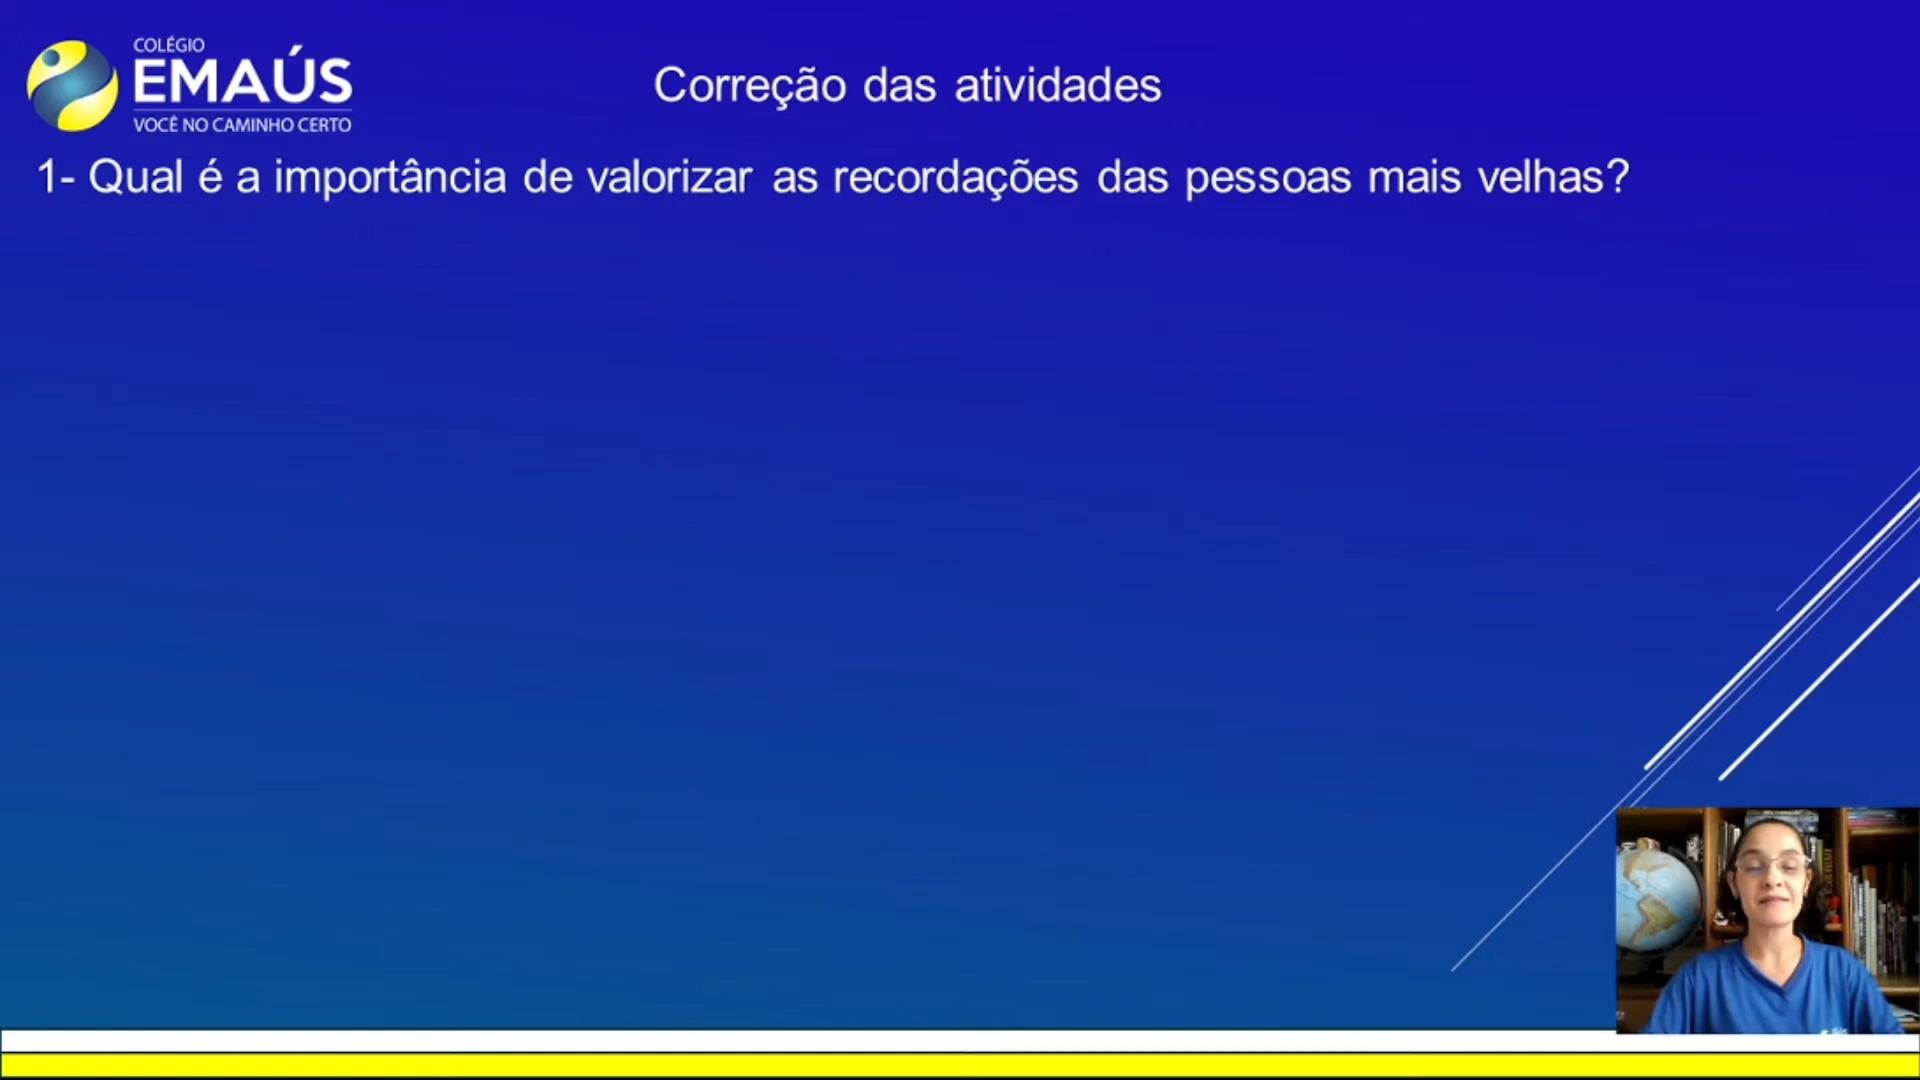 COLÉGIO
EMAÚS
VOCÊ NO CAMINHO CERTO
Correção das atividades
1- Qual é a importância de valorizar as recordações das pessoas mais velhas?